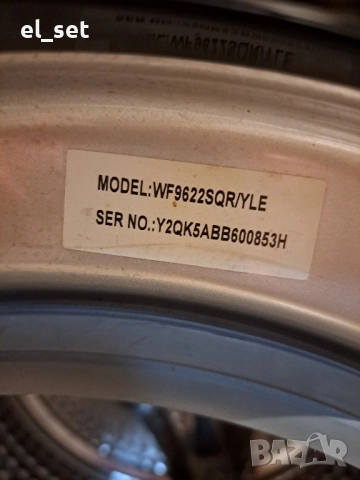 el_set
MODEL:WF9622SQR/YLE
SER NO.:Y2QK5ABB600853H
BAZAR